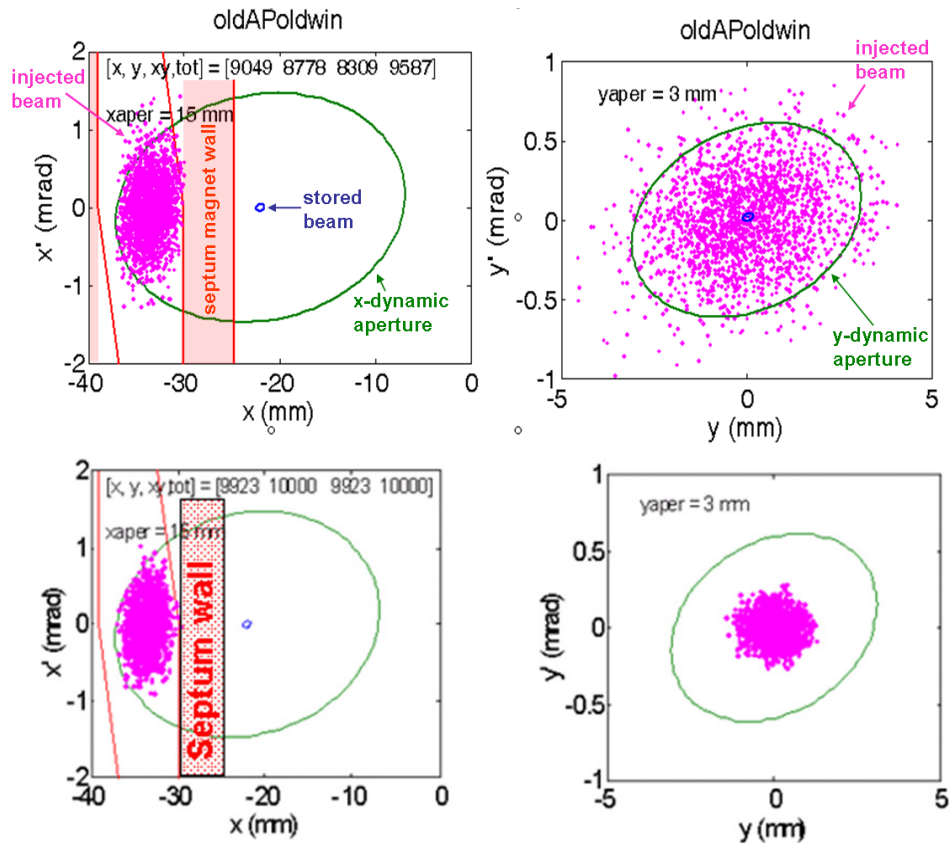 oldAPoldwin
2
1
0
-1
-2
x' (mrad)
[x, y, xy,tot] = [9049 8778 8309 9587]
injected
beam
xaper = 15 mm
septum magnet wall
stored
beam
x-dynamic
aperture
-40
-30
-20
-10
0
x (mm)
oldAPoldwin
1
0.5
0
-0.5
-1
y' (mrad)
injected
beam
yaper = 3 mm
y-dynamic
aperture
-5
0
5
y (mm)
2
1
0
-1
-2
x' (mrad)
[x, y, xy,tot] = [9923 10000 9923 10000]
xaper = 15 mm
Septum wall
-40
-30
-20
-10
0
x (mm)
1
0.5
0
-0.5
-1
y' (mrad)
yaper = 3 mm
-5
0
5
y (mm)